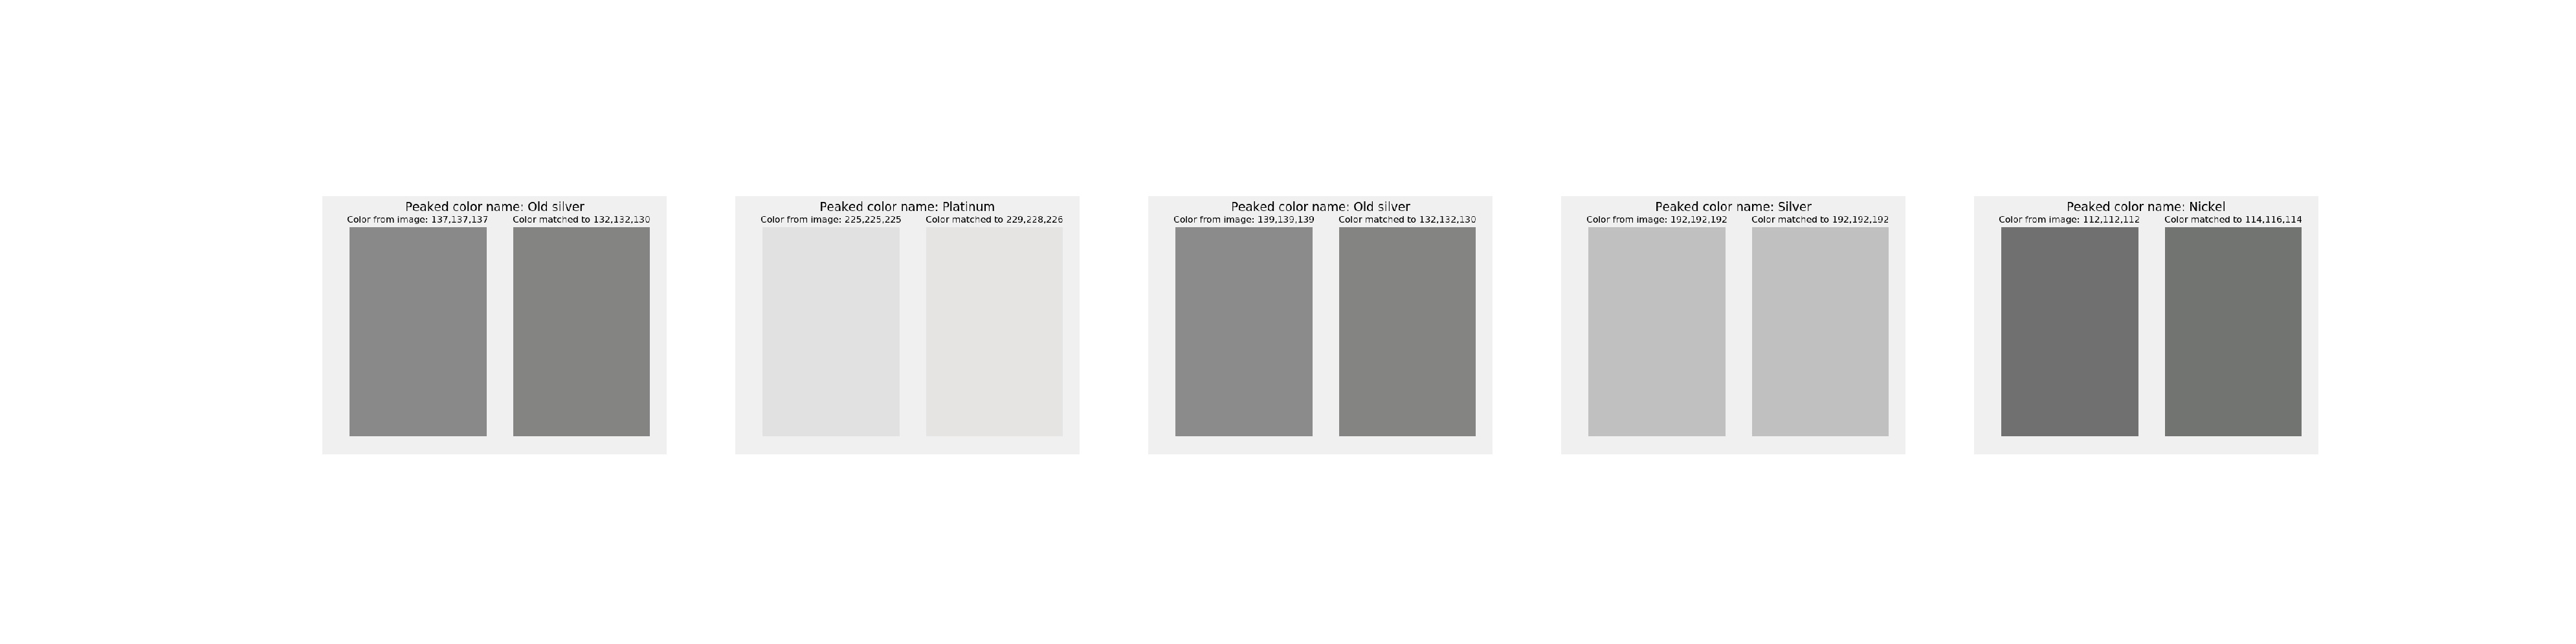 Peaked color name: Old silver
Color from image: 137,137,137
Color matched to 132,132,130
Peaked color name: Platinum
Color from image: 225,225,225
Color matched to 229,228,226
Peaked color name: Old silver
Color from image: 139,139,139
Color matched to 132,132,130
Peaked color name: Silver
Color from image: 192,192,192
Color matched to 192,192,192
Peaked color name: Nickel
Color from image: 112,112,112
Color matched to 114,116,114